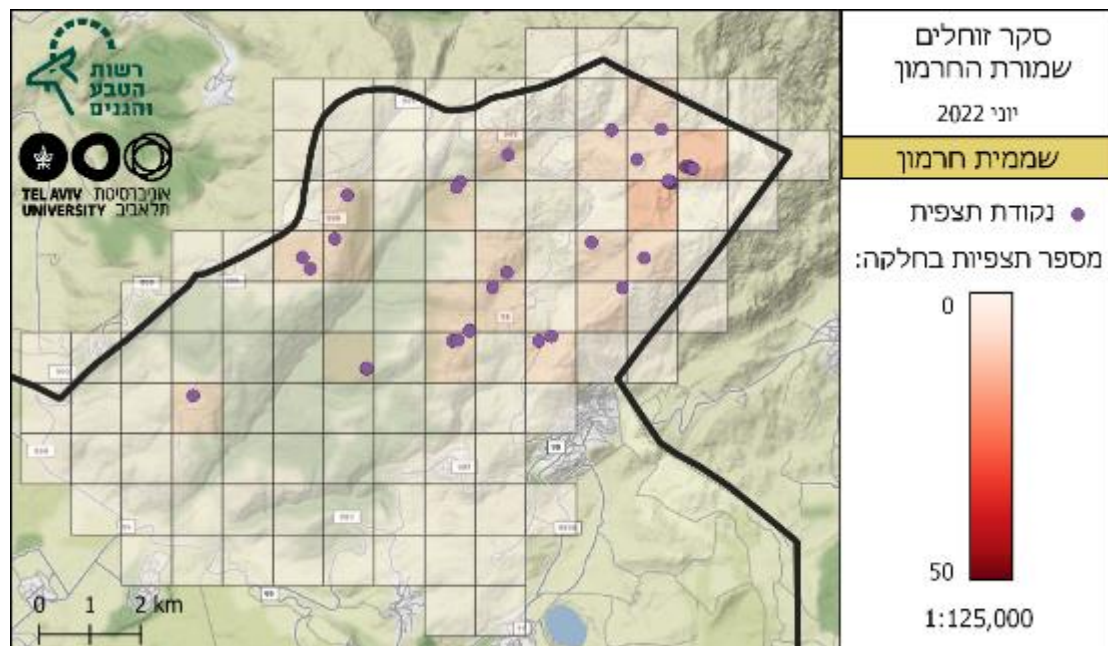 רשות
הטבע
והגנים
TEL AVIV אוניברסיטת
UNIVERSITY תל אביב
סקר זוחלים
שמורת החרמון
יוני 2022
שממית חרמון
נקודת תצפית
מספר תצפיות בחלקה:
0
50
1:125,000
0 1 2 km
98